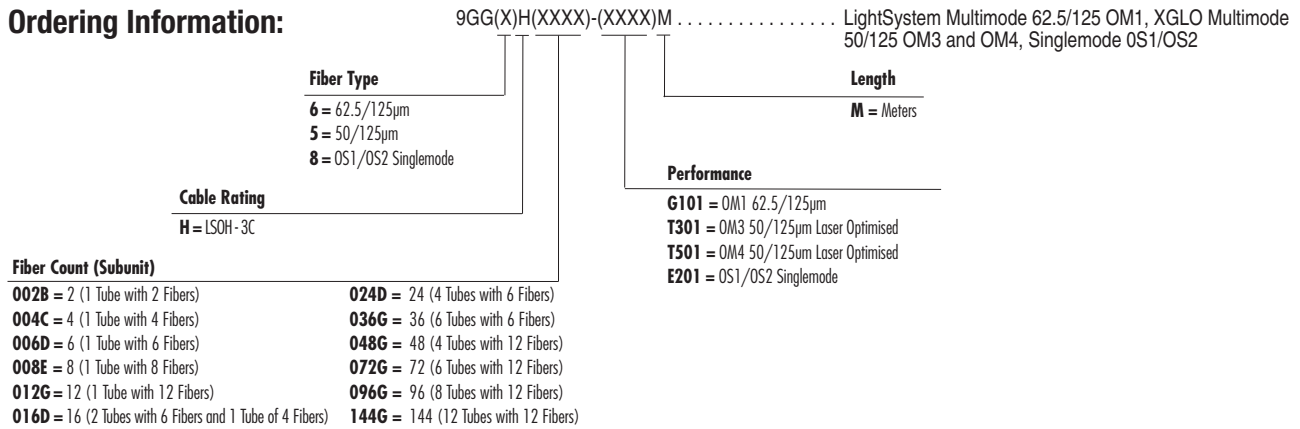 Ordering Information:
9GG(X)H(XXXX)-(XXXX)M . . . . . . . . . . . . . . . . LightSystem Multimode 62.5/125 OM1, XGLO Multimode
50/125 OM3 and OM4, Singlemode 0S1/OS2
Fiber Type
6 = 62.5/125µm
5 = 50/125µm
8 = OS1/OS2 Singlemode
Length
M = Meters
Cable Rating
H = LSOH - 3C
Performance
G101 = OM1 62.5/125µm
T301 = OM3 50/125µm Laser Optimised
T501 = OM4 50/125um Laser Optimised
E201 = OS1/OS2 Singlemode
Fiber Count (Subunit)
002B = 2 (1 Tube with 2 Fibers)
004C = 4 (1 Tube with 4 Fibers)
006D = 6 (1 Tube with 6 Fibers)
008E = 8 (1 Tube with 8 Fibers)
012G = 12 (1 Tube with 12 Fibers)
016D = 16 (2 Tubes with 6 Fibers and 1 Tube of 4 Fibers)
024D = 24 (4 Tubes with 6 Fibers)
036G = 36 (6 Tubes with 6 Fibers)
048G = 48 (4 Tubes with 12 Fibers)
072G = 72 (6 Tubes with 12 Fibers)
096G = 96 (8 Tubes with 12 Fibers)
144G = 144 (12 Tubes with 12 Fibers)